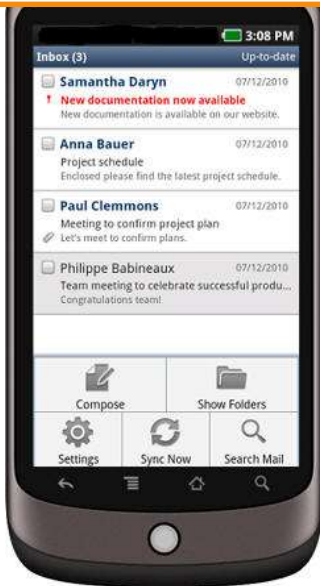 3:08 PM
Inbox (3) Up-to-date
Samantha Daryn 07/12/2010
! New documentation now available
New documentation is available on our website.
Anna Bauer 07/12/2010
Project schedule
Enclosed please find the latest project schedule.
Paul Clemmons 07/12/2010
Meeting to confirm project plan
Let's meet to confirm plans.
Philippe Babineaux 07/12/2010
Team meeting to celebrate successful produ...
Congratulations team!
Compose Show Folders
Settings Sync Now Search Mail